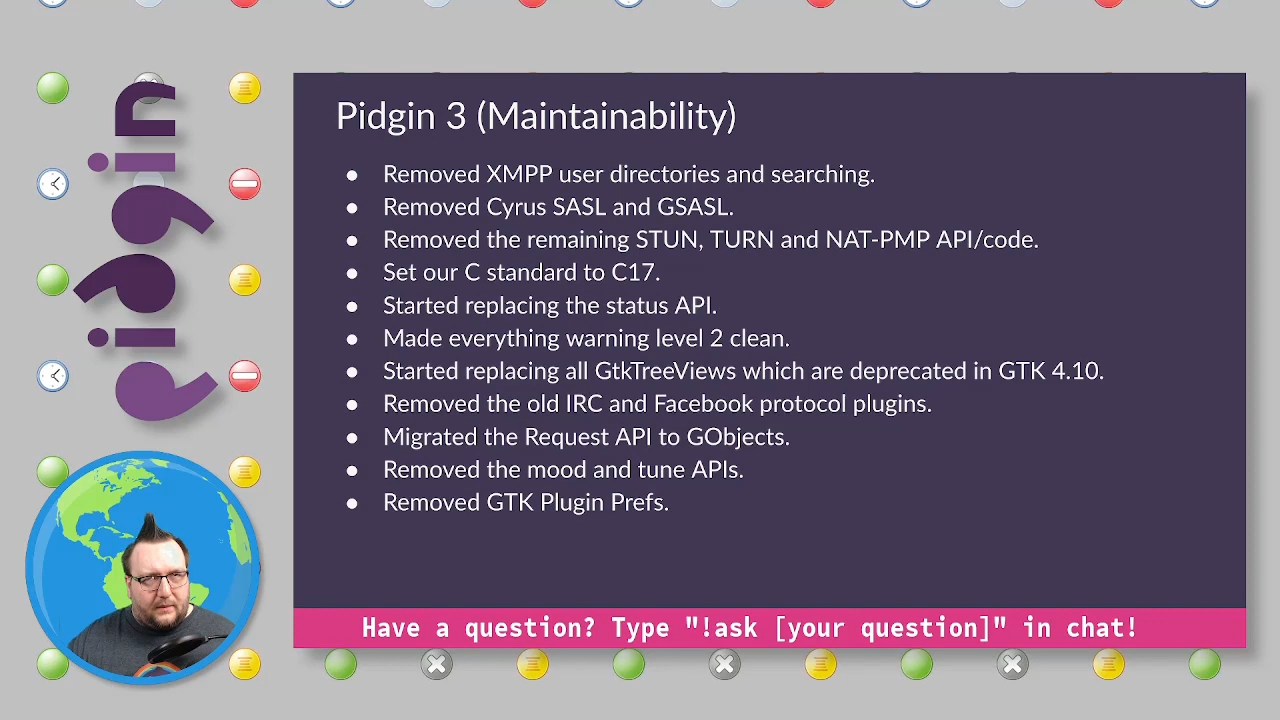 pidgin
Pidgin 3 (Maintainability)
● Removed XMPP user directories and searching.
● Removed Cyrus SASL and GSASL.
● Removed the remaining STUN, TURN and NAT-PMP API/code.
● Set our C standard to C17.
● Started replacing the status API.
● Made everything warning level 2 clean.
● Started replacing all GtkTreeViews which are deprecated in GTK 4.10.
● Removed the old IRC and Facebook protocol plugins.
● Migrated the Request API to GObjects.
● Removed the mood and tune APIs.
● Removed GTK Plugin Prefs.
Have a question? Type "!ask [your question]" in chat!